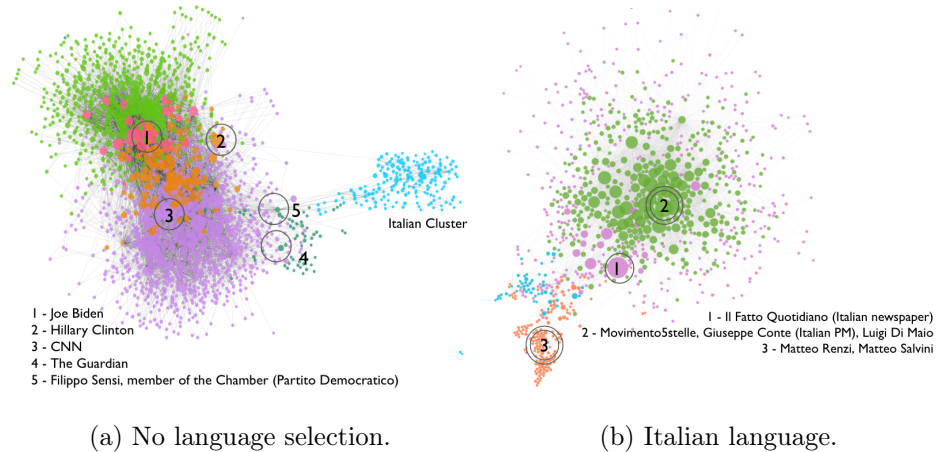 1
2
3
5
4
Italian Cluster
1 - Joe Biden
2 - Hillary Clinton
3 - CNN
4 - The Guardian
5 - Filippo Sensi, member of the Chamber (Partito Democratico)
(a) No language selection.
2
1
3
1 - Il Fatto Quotidiano (Italian newspaper)
2 - Movimento5stelle, Giuseppe Conte (Italian PM), Luigi Di Maio
3 - Matteo Renzi, Matteo Salvini
(b) Italian language.